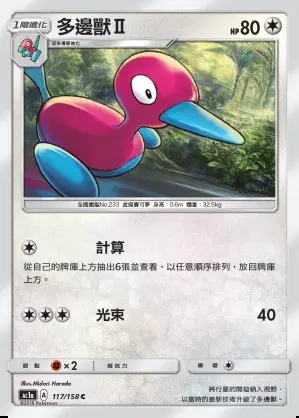 1階進化
多邊獸II
HP 80
從多邊獸進化
全國圖鑑No.233 虛擬寶可夢 身高：0.6m 體重：32.5kg
計算
從自己的牌庫上方抽出6張並查看，以任意順序排列，放回牌庫
上方。
光束 40
弱點 ×2 抵抗力 撤退
Illus.Midori Harada
AC1a A 117/158 C
©2019 Pokémon
將行星的開發納入視野，
以當時的最新技術升級了多邊獸。